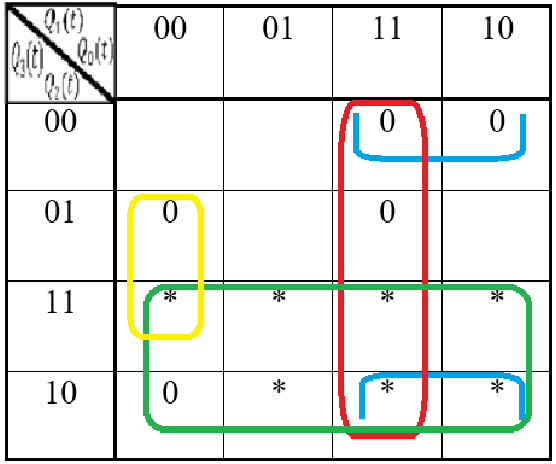 Q₁(t) 00 01 11 10
Q₃(t) Q₀(t)
Q₂(t)
00 0 0
01 0 0
11 * * * *
10 0 * * *